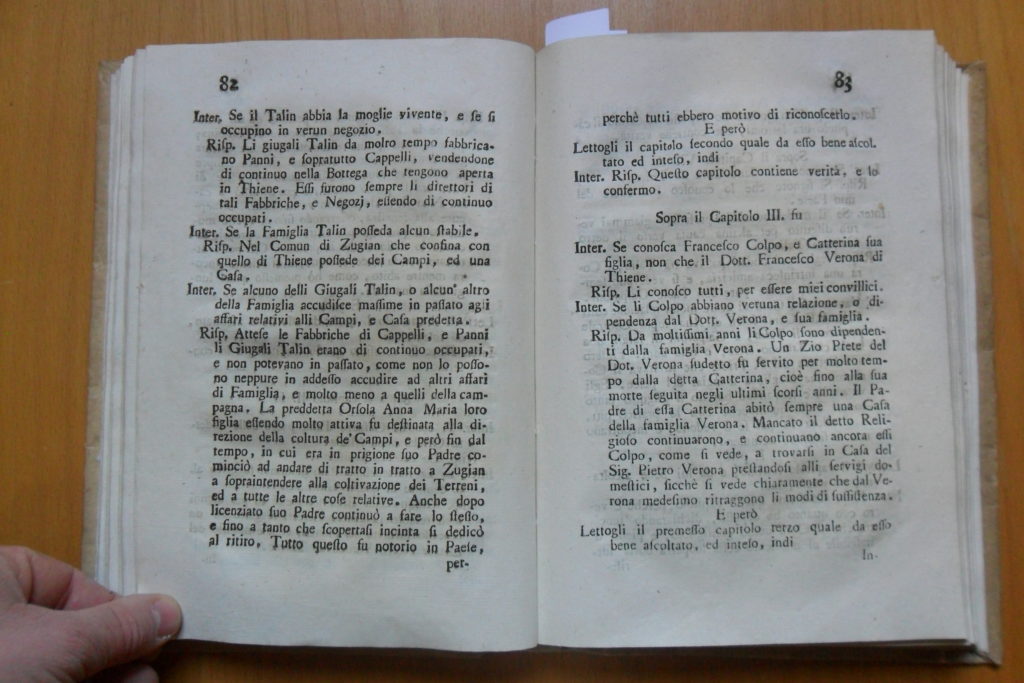 82
Inter. Se il Talin abbia la moglie vivente, e se si
occupino in verun negozio.
Risp. Li giugali Talin da molro tempo fabbrica-
no Panni, e sopratutto Cappelli, vendendone
di continuo nella Bottega che tengono aperta
in Thiene. Essi furono sempre li direttori di
tali Fabbriche, e Negozj, essendo di continuo
occupati.
Inter. Se la Famiglia Talin posseda alcun stabile.
Risp. Nel Comun di Zugian che confina con
quello di Thiene possede dei Campi, ed una
Casa.
Inter. Se alcuno delli Giugali Talin, o alcun' altro
della Famiglia accudisce massime in passato agli
affari relativi alli Campi, e Casa predetta.
Risp. Attese le Fabbriche di Cappelli, e Panni
li Giugali Talin erano di continuo occupati,
e non potevano in passato, come non lo posso-
no neppure in addesso accudire ad altri affari
di Famiglia, e molto meno a quelli della cam-
pagna. La preddetta Orsola Anna Maria loro
figlia essendo molto attiva fu destinata alla di-
rezione della coltura de' Campi, e però fin dal
tempo, in cui era in prigione suo Padre co-
minciò ad andare di tratto in tratto a Zugian
a sopraintendere alla coltivazione dei Terreni,
ed a tutte le altre cose relative. Anche dopo
licenziato suo Padre continuò a fare lo stesso,
e fino a tanto che scopertasi incinta si dedicò
al ritiro. Tutto questo fu notorio in Paese,
per-
83
perchè tutti ebbero motivo di riconoscerlo.
E però
Lettogli il capitolo secondo quale da esso bene ascol.
tato ed inteso, indi
Inter. Risp. Questo capitolo contiene verità, e lo
confermo.
Sopra il Capitolo III. fu
Inter. Se conosca Francesco Colpo, e Catterina sua
figlia, non che il Dott. Francesco Verona di
Thiene.
Risp. Li conosco tutti, per essere miei convillici.
Inter. Se li Colpo abbiano veruna relazione, o di-
pendenza dal Dott. Verona, e sua famiglia.
Risp. Da moltissimi anni li Colpo sono dipenden-
ti dalla famiglia Verona. Un Zio Prete del
Dot. Verona sudetto fu servito per molto tem-
po dalla detta Catterina, cioè fino alla sua
morte seguita negli ultimi scorsi anni. Il Pa-
dre di essa Catterina abitò sempre una Casa
della famiglia Verona. Mancato il detto Reli-
gioso continuarono, e continuano ancora essi
Colpo, come si vede, a trovarsi in Casa del
Sig. Pietro Verona prestandosi alli servigi do-
mestici, sicchè si vede chiaramente che dal Ve-
rona medesimo ritraggono li modi di sussistenza.
E però
Lettogli il premesso capitolo rerzo quale da esso
bene ascoltato, ed inteso, indi
In-